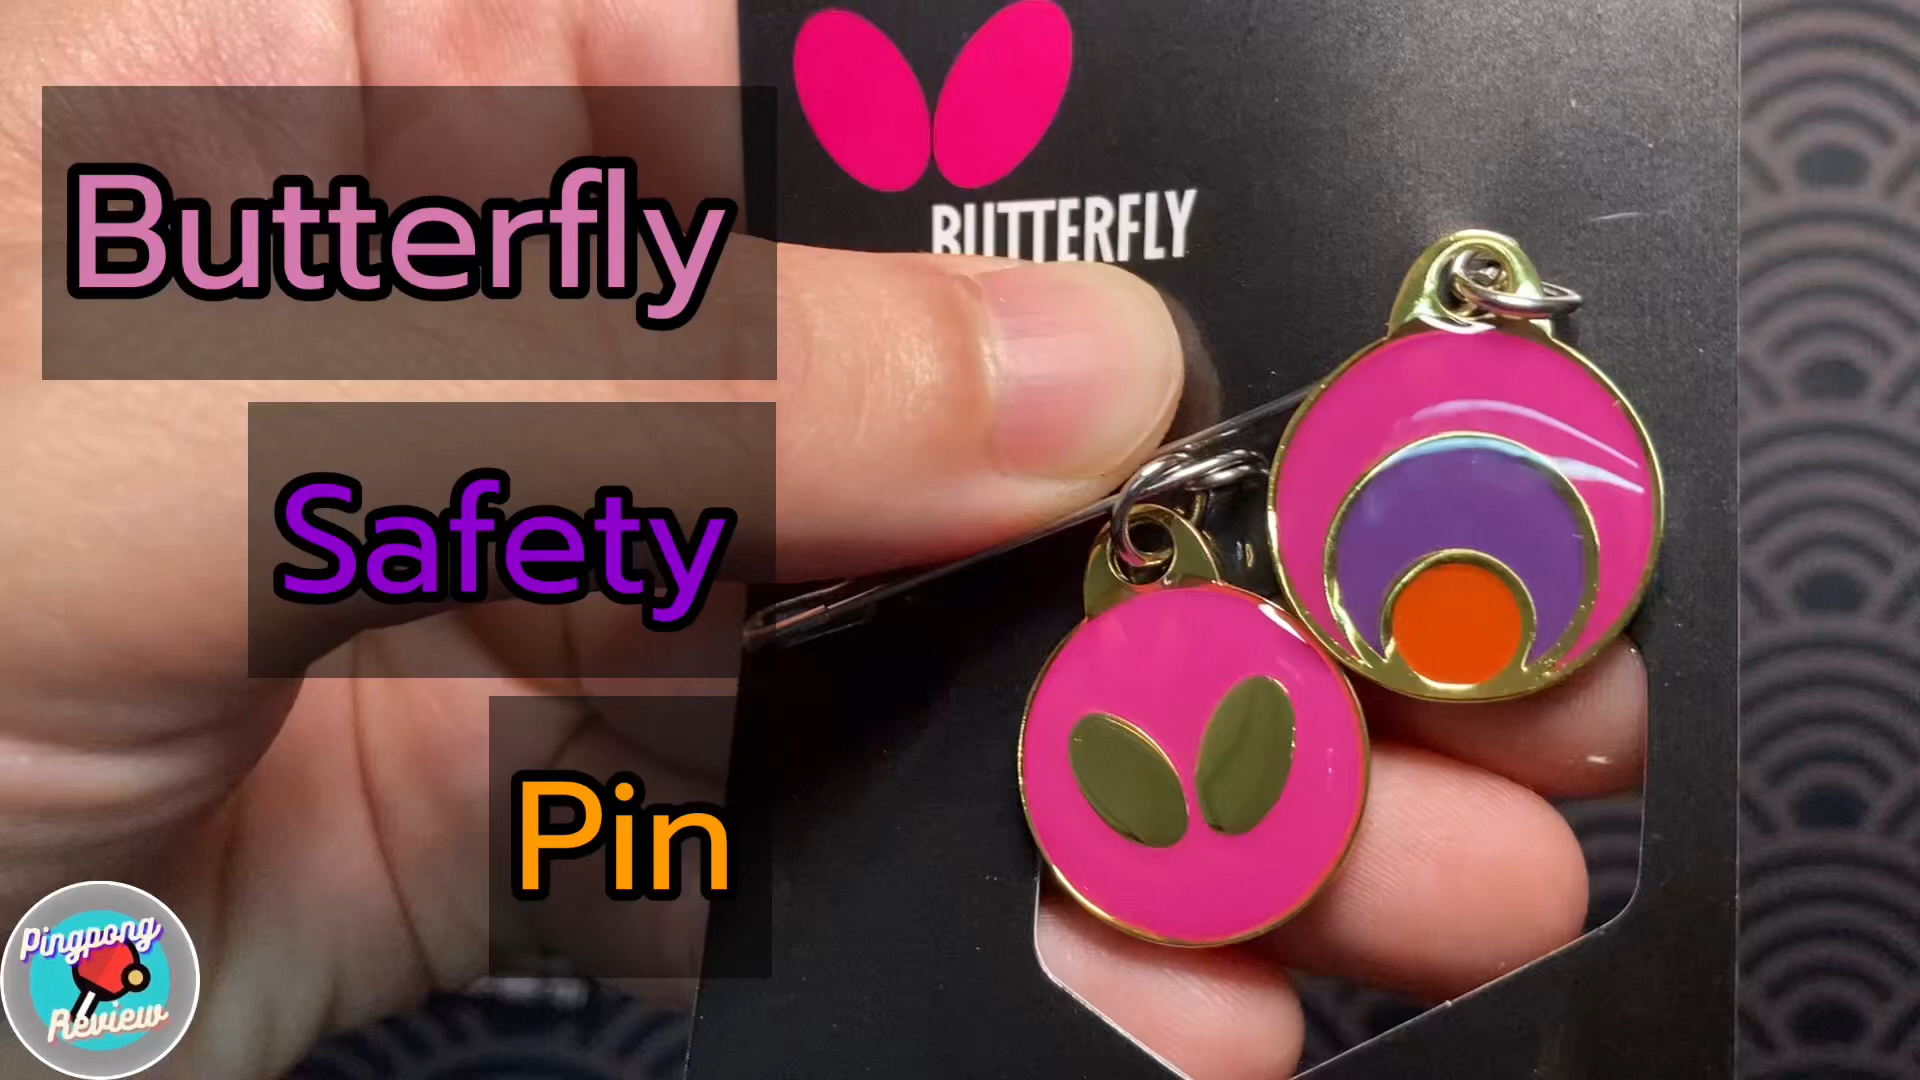 Butterfly
BUTTERFLY
Safety
Pin
Pingpong
Review